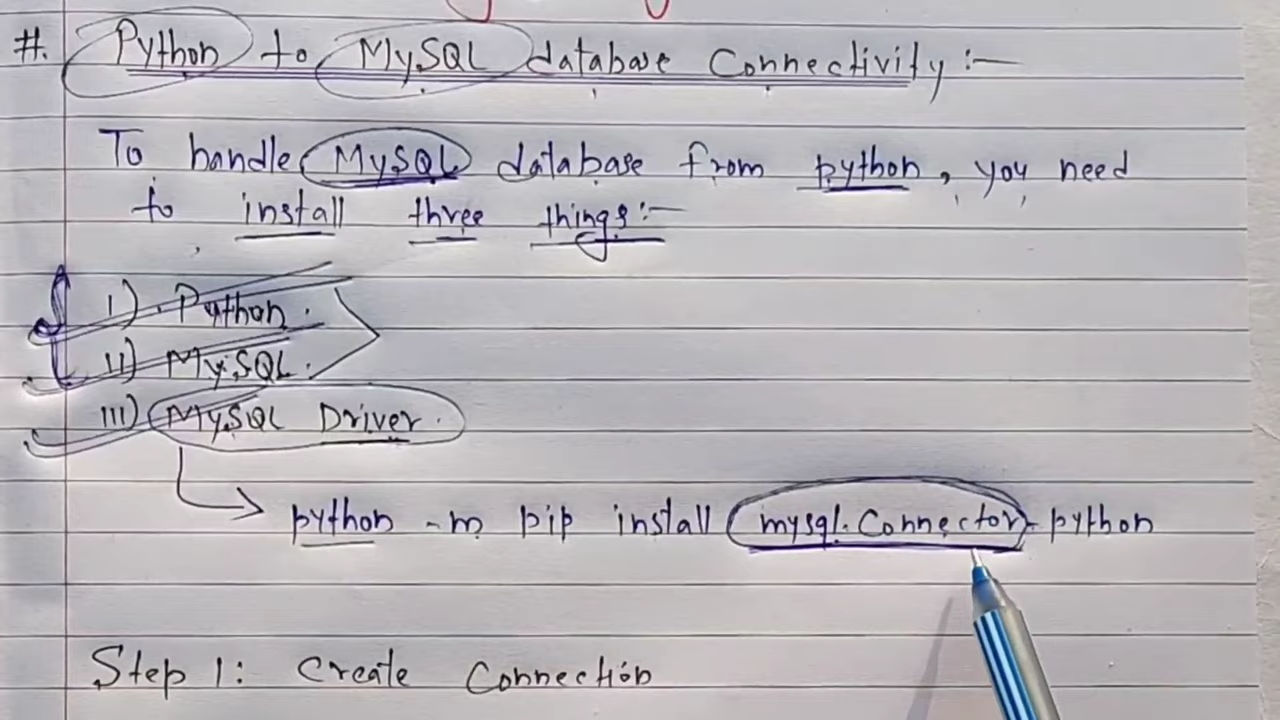 #. Python to MySQL database Connectivity :-
To handle MySQL database from python, you need
to install three things:-
i) Python.
ii) MySQL.
iii) MySQL Driver.
python -m pip install mysql.Connector-python
Step 1: Create Connection